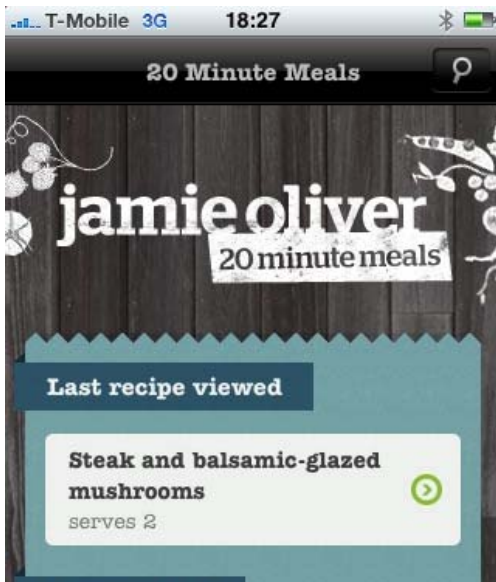 T-Mobile 3G 18:27
20 Minute Meals
jamie oliver
20 minute meals
Last recipe viewed
Steak and balsamic-glazed
mushrooms
serves 2